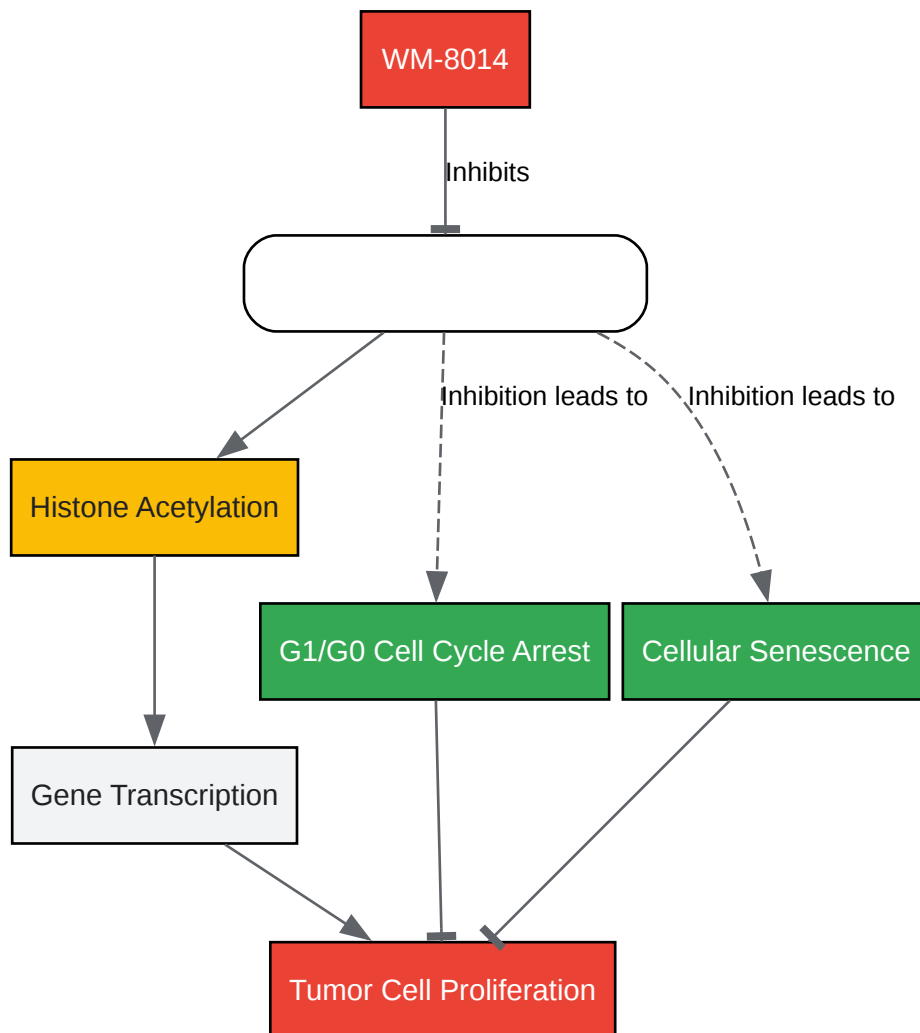 WM-8014
Inhibits
Inhibition leads to
Inhibition leads to
Histone Acetylation
G1/G0 Cell Cycle Arrest
Cellular Senescence
Gene Transcription
Tumor Cell Proliferation